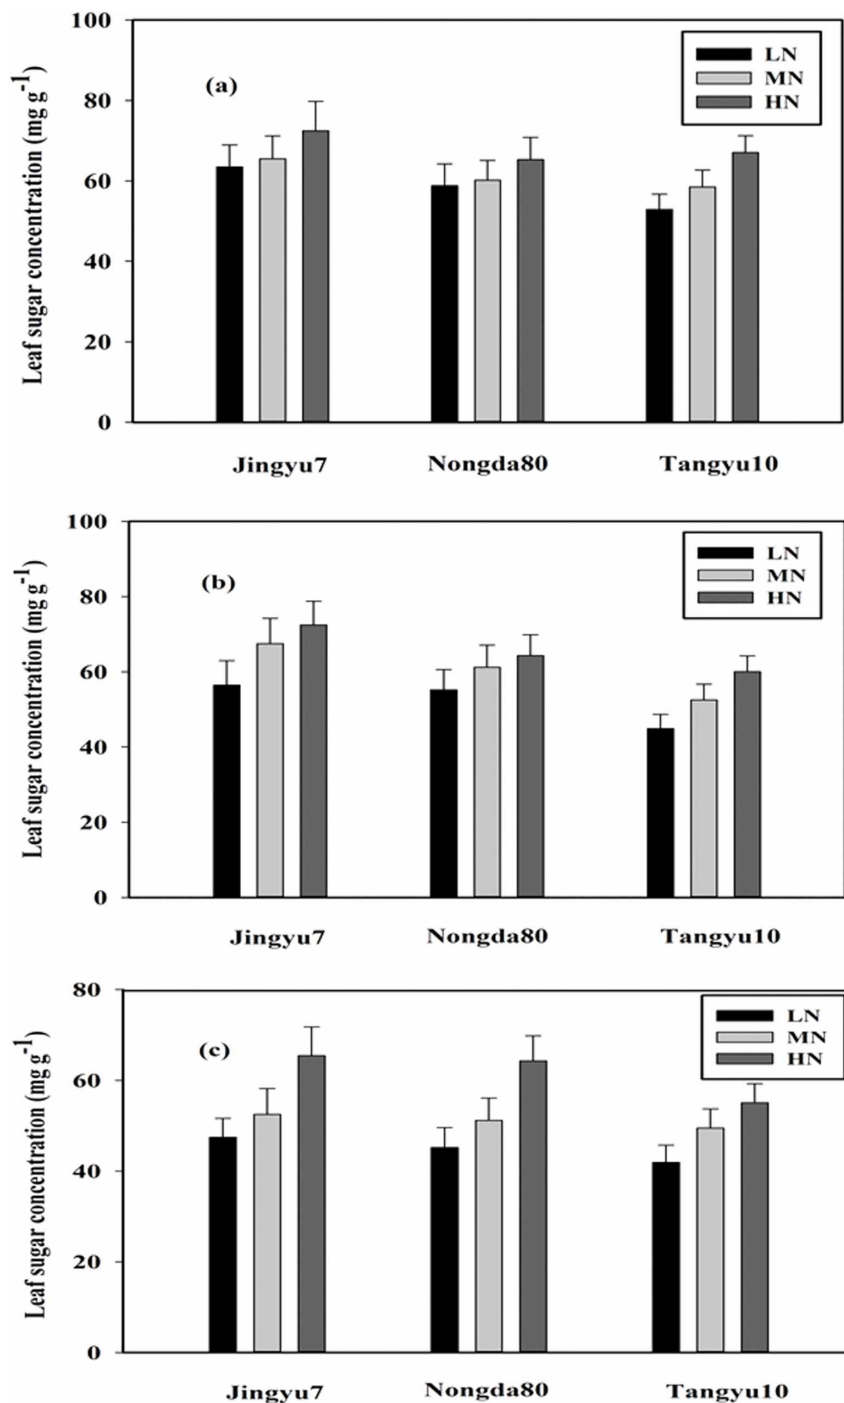 Leaf sugar concentration (mg g-1)
100
80
60
40
20
0
(a)
LN
MN
HN
Jingyu7 Nongda80 Tangyu10
Leaf sugar concentration (mg g-1)
100
80
60
40
20
0
(b)
LN
MN
HN
Jingyu7 Nongda80 Tangyu10
Leaf sugar concentration (mg g-1)
80
60
40
20
0
(c)
LN
MN
HN
Jingyu7 Nongda80 Tangyu10